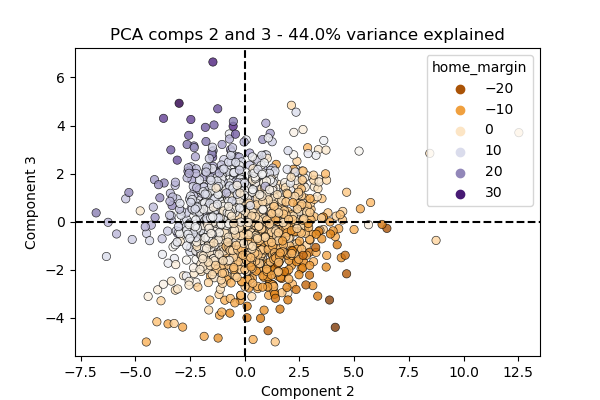 PCA comps 2 and 3 - 44.0% variance explained
home_margin
−20
−10
0
10
20
30
6
4
2
0
−2
−4
Component 3
−7.5 −5.0 −2.5 0.0 2.5 5.0 7.5 10.0 12.5
Component 2